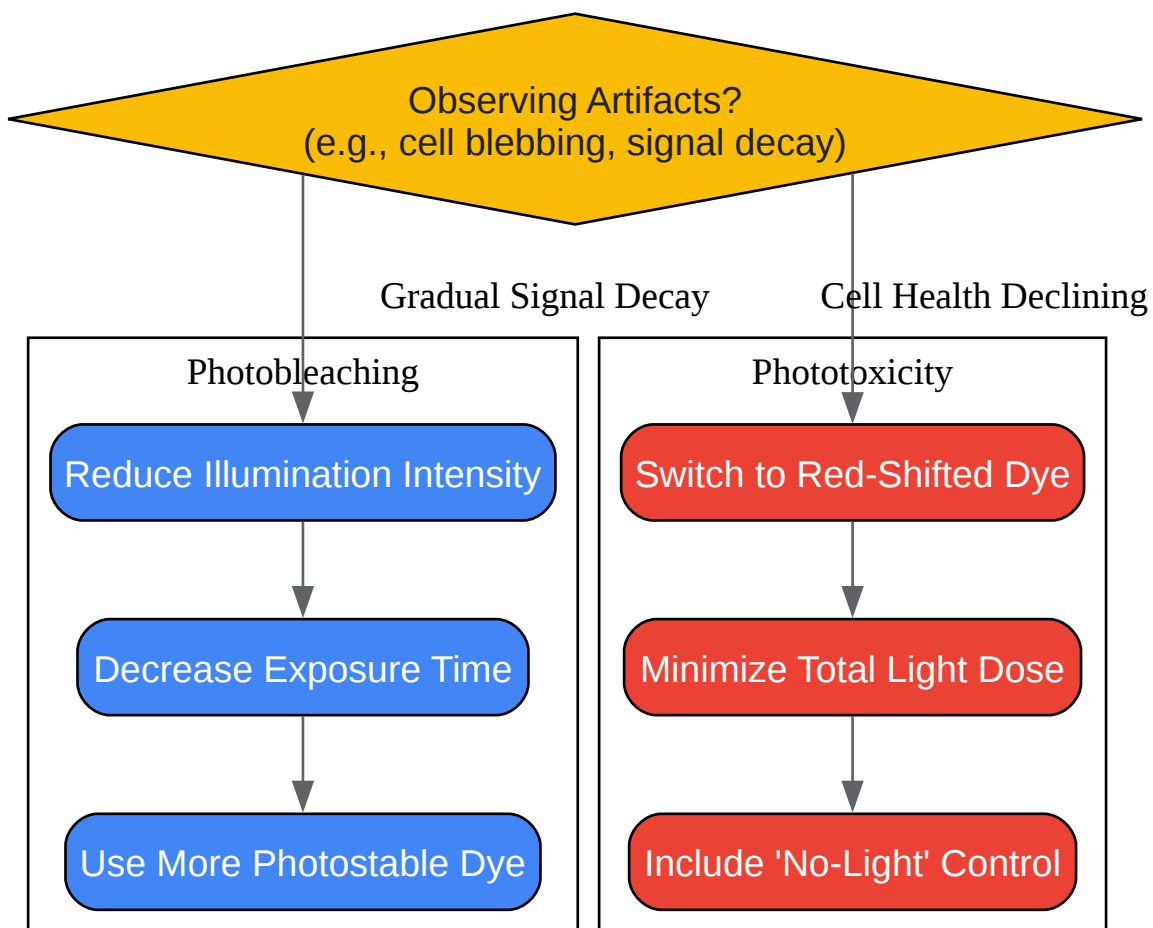 Observing Artifacts?
(e.g., cell blebbing, signal decay)
Gradual Signal Decay
Cell Health Declining
Photobleaching
Reduce Illumination Intensity
Decrease Exposure Time
Use More Photostable Dye
Phototoxicity
Switch to Red-Shifted Dye
Minimize Total Light Dose
Include 'No-Light' Control